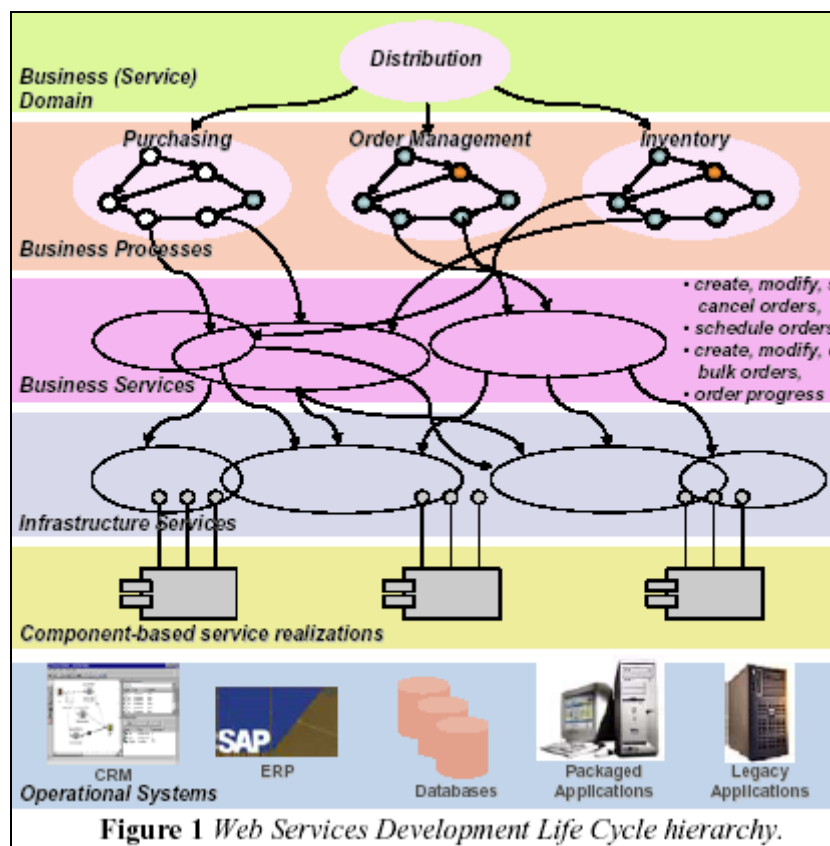 Distribution
Business (Service)
Domain
Purchasing
Order Management
Inventory
Business Processes
• create, modify,
cancel orders,
• schedule orders
• create, modify,
bulk orders,
• order progress
Business Services
Infrastructure Services
Component-based service realizations
SAP
CRM
ERP
Databases
Packaged
Applications
Legacy
Applications
Operational Systems
Figure 1 Web Services Development Life Cycle hierarchy.